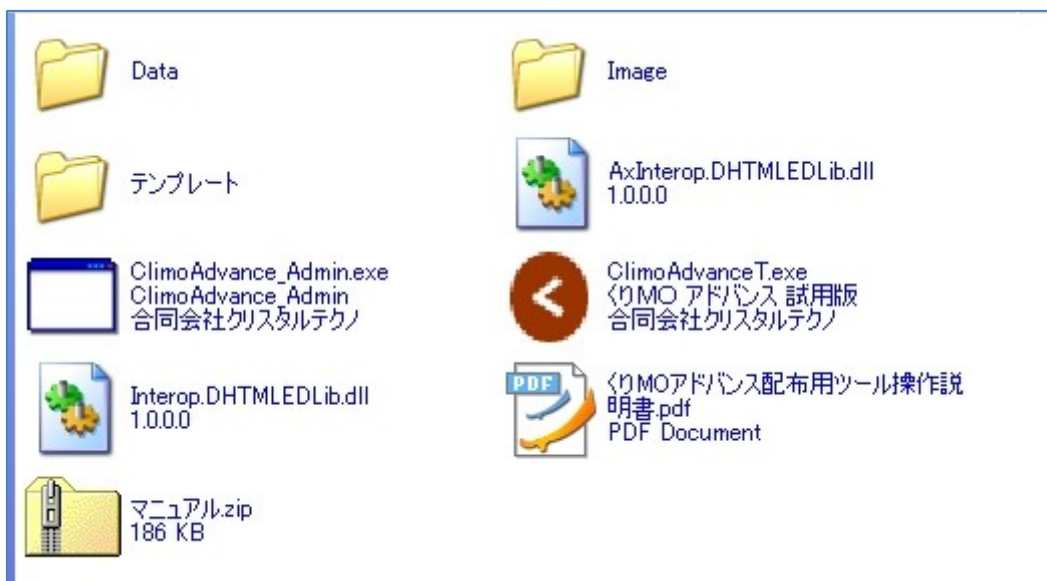 Data
Image
テンプレート
AxInterop.DHTMLEDLib.dll
1.0.0.0
ClimoAdvance_Admin.exe
ClimoAdvance_Admin
合同会社クリスタルテクノ
ClimoAdvanceT.exe
くりMO アドバンス 試用版
合同会社クリスタルテクノ
Interop.DHTMLEDLib.dll
1.0.0.0
PDF
くりMOアドバンス配布用ツール操作説
明書.pdf
PDF Document
マニュアル.zip
186 KB